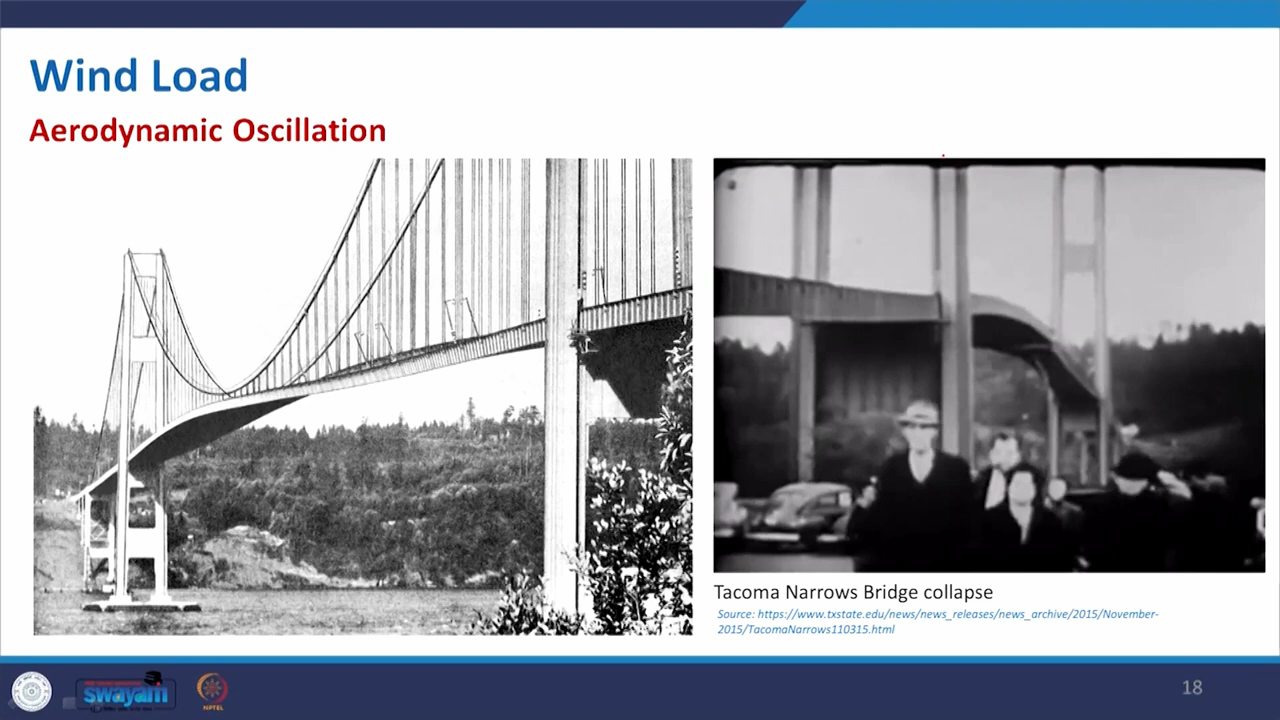 Wind Load
Aerodynamic Oscillation
Tacoma Narrows Bridge collapse
Source: https://www.txstate.edu/news/news_releases/news_archive/2015/November-
2015/TacomaNarrows110315.html
swayam
NPTEL
18